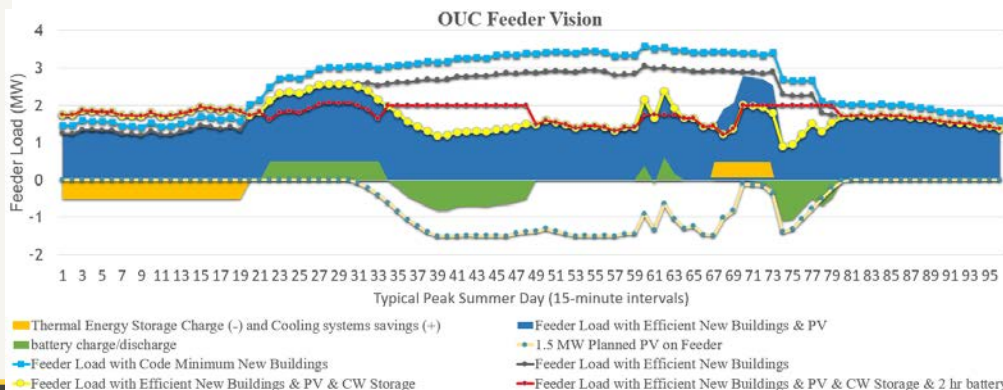 OUC Feeder Vision
4
3
2
1
0
-1
-2
Feeder Load (MW)
1 3 5 7 9 11 13 15 17 19 21 23 25 27 29 31 33 35 37 39 41 43 45 47 49 51 53 55 57 59 61 63 65 67 69 71 73 75 77 79 81 83 85 87 89 91 93 95
Typical Peak Summer Day (15-minute intervals)
Thermal Energy Storage Charge (-) and Cooling systems savings (+)
Feeder Load with Efficient New Buildings & PV
battery charge/discharge
1.5 MW Planned PV on Feeder
Feeder Load with Code Minimum New Buildings
Feeder Load with Efficient New Buildings
Feeder Load with Efficient New Buildings & PV & CW Storage
Feeder Load with Efficient New Buildings & PV & CW Storage & 2 hr battery